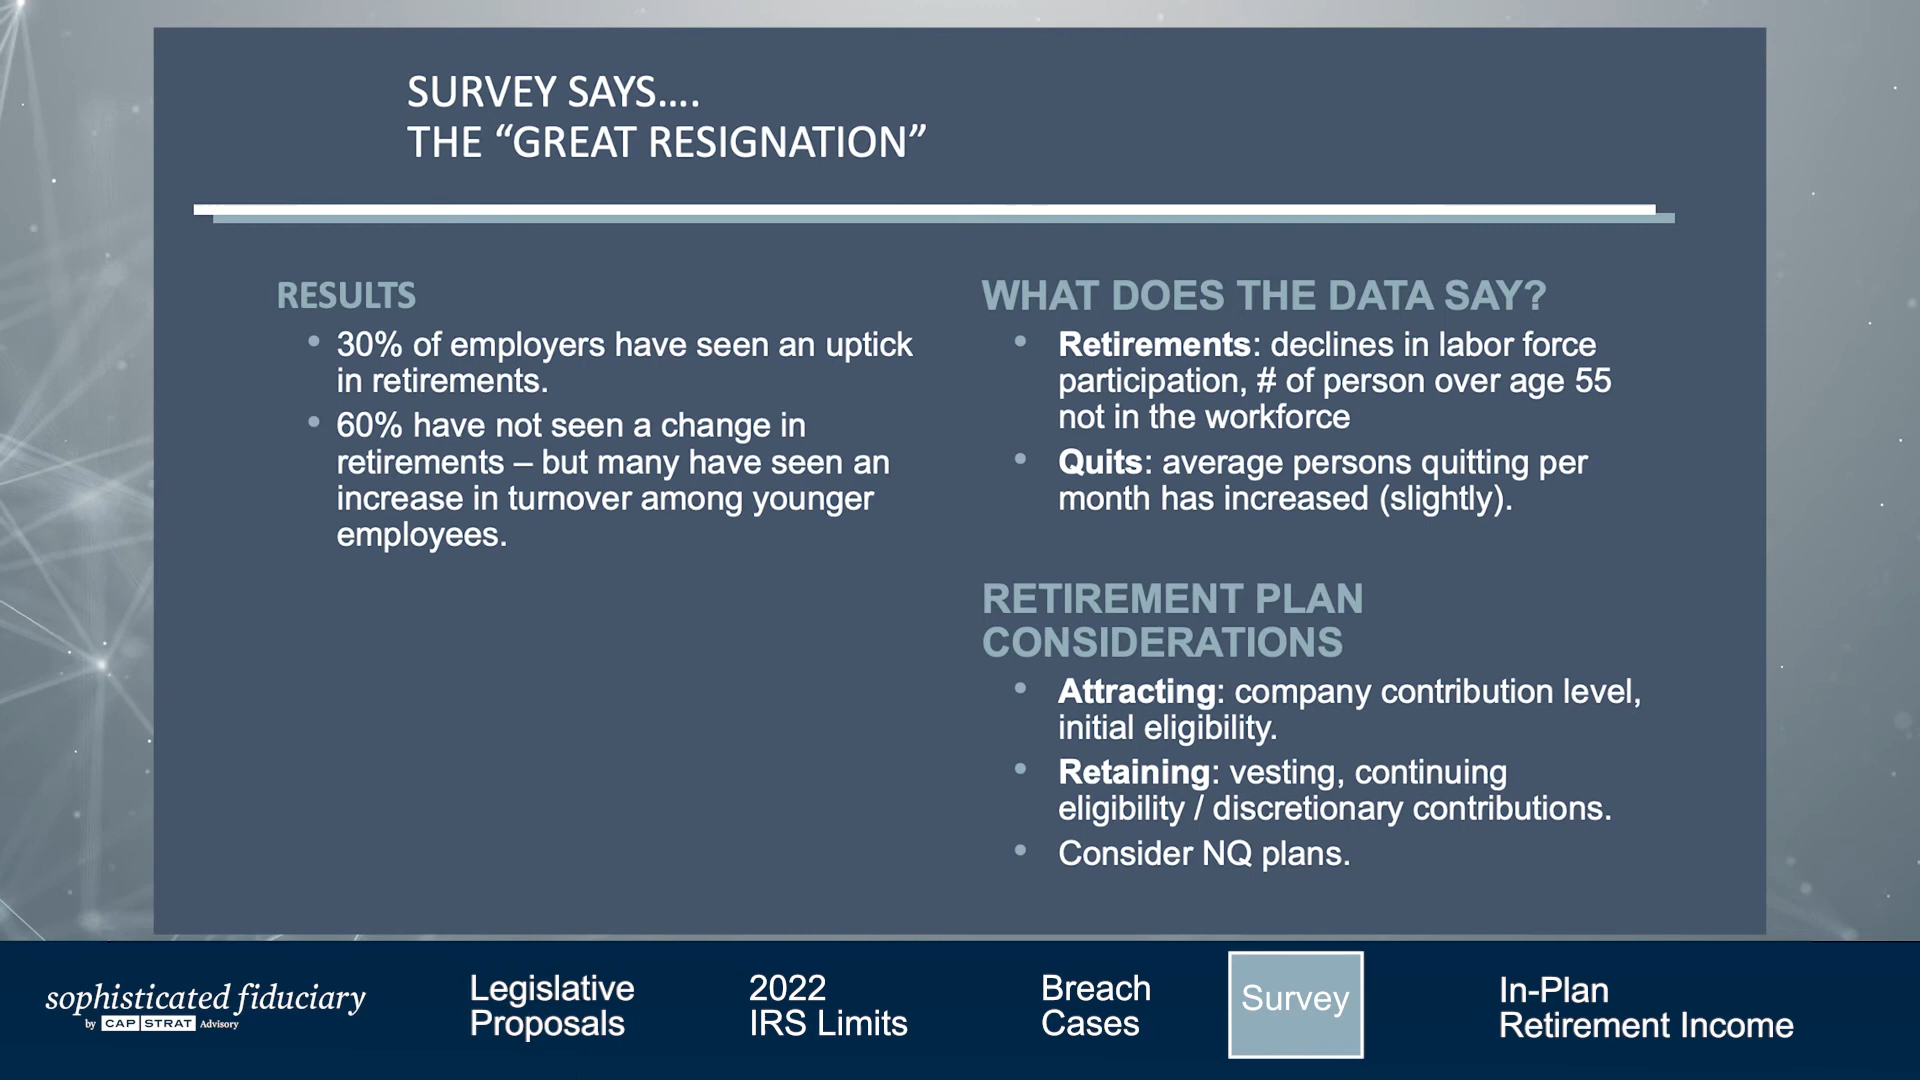 SURVEY SAYS....
THE “GREAT RESIGNATION”
RESULTS
• 30% of employers have seen an uptick
in retirements.
• 60% have not seen a change in
retirements – but many have seen an
increase in turnover among younger
employees.
WHAT DOES THE DATA SAY?
• Retirements: declines in labor force
participation, # of person over age 55
not in the workforce
• Quits: average persons quitting per
month has increased (slightly).
RETIREMENT PLAN
CONSIDERATIONS
• Attracting: company contribution level,
initial eligibility.
• Retaining: vesting, continuing
eligibility / discretionary contributions.
• Consider NQ plans.
sophisticated fiduciary
by CAP STRAT Advisory
Legislative
Proposals
2022
IRS Limits
Breach
Cases
Survey
In-Plan
Retirement Income